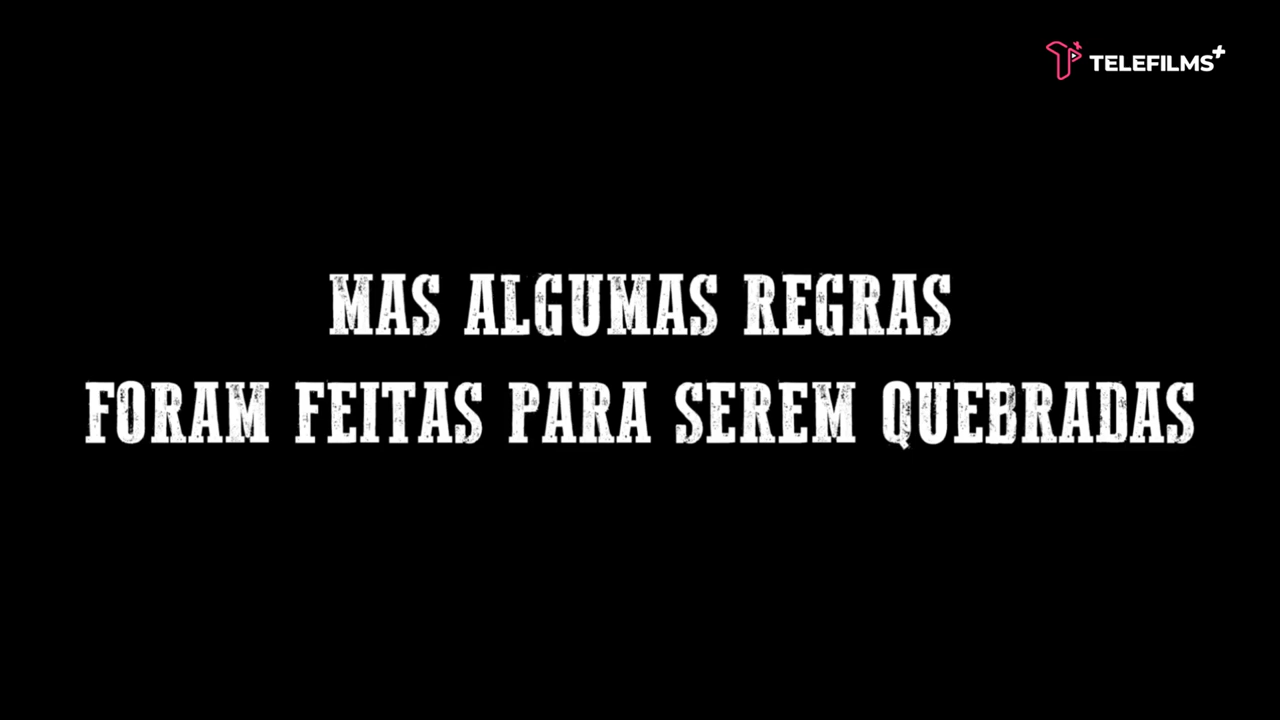 TELEFILMS+
MAS ALGUMAS REGRAS
FORAM FEITAS PARA SEREM QUEBRADAS